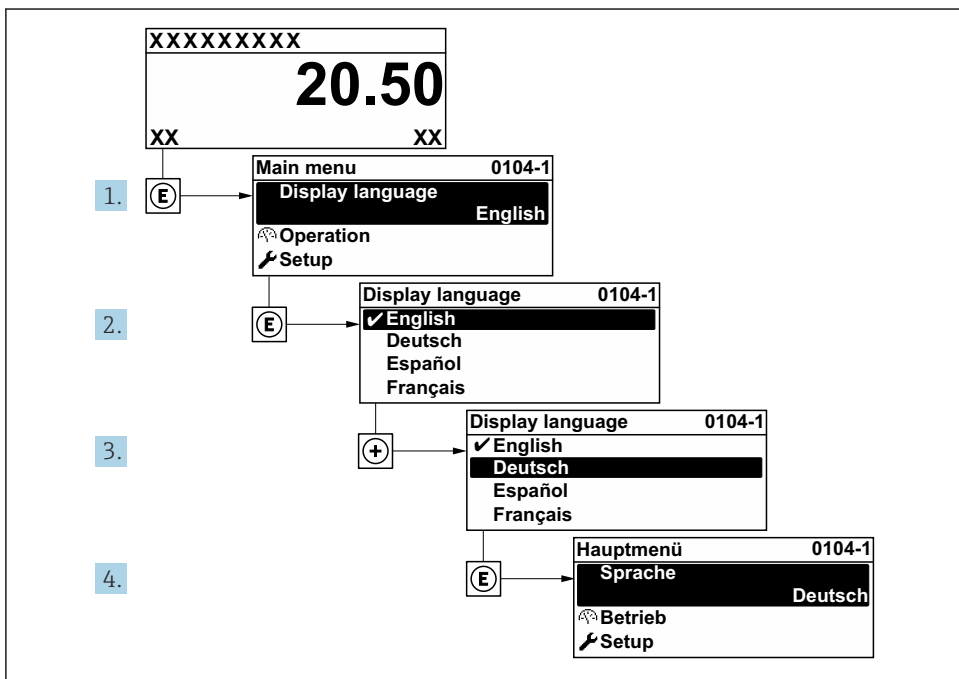 XXXXXXXXX
20.50
XX XX
1. E
Main menu 0104-1
Display language
English
Operation
Setup
2. E
Display language 0104-1
✔English
Deutsch
Español
Français
3. +
Display language 0104-1
✔English
Deutsch
Español
Français
4. E
Hauptmenü 0104-1
Sprache
Deutsch
Betrieb
Setup